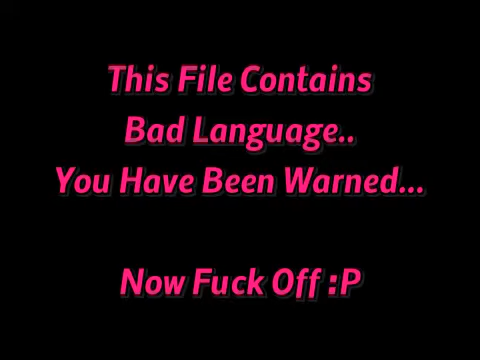 This File Contains
Bad Language..
You Have Been Warned...
Now Fuck Off :P